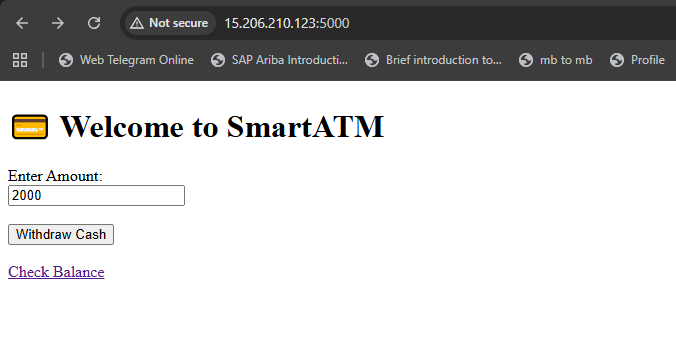 Not secure 15.206.210.123:5000
Web Telegram Online SAP Ariba Introducti... Brief introduction to... mb to mb Profile
Welcome to SmartATM
Enter Amount:
2000
Withdraw Cash
Check Balance